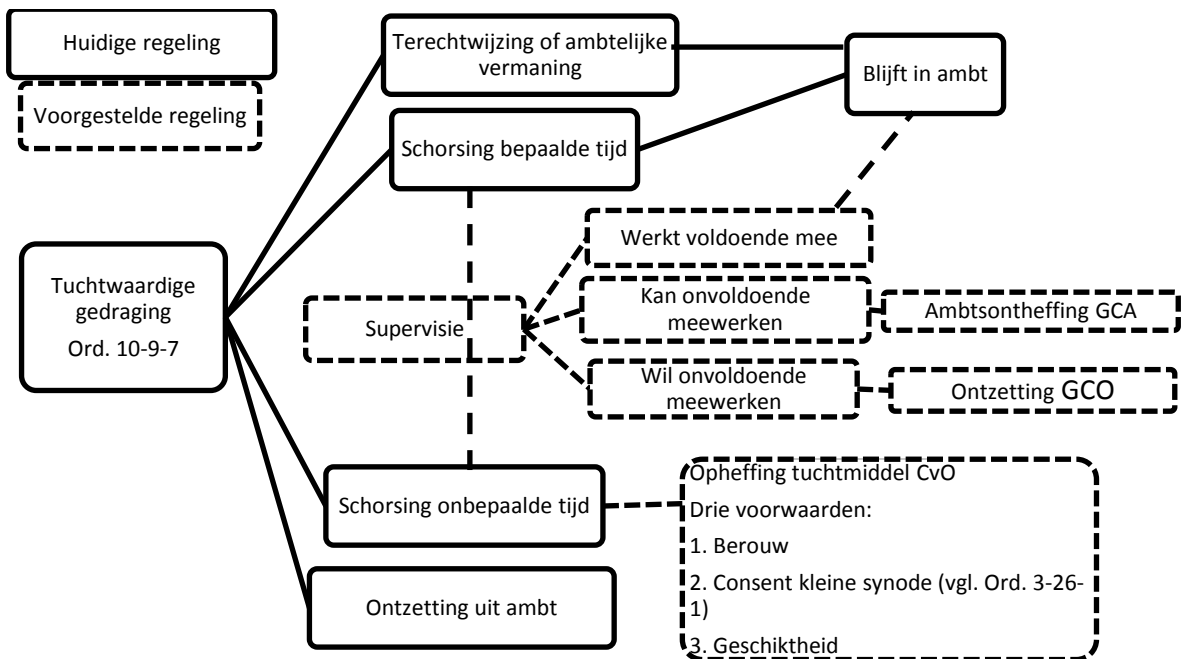 Huidige regeling
Voorgestelde regeling
Terechtwijzing of ambtelijke
vermaning
Blijft in ambt
Schorsing bepaalde tijd
Werkt voldoende mee
Tuchtwaardige
gedraging
Ord. 10-9-7
Supervisie
Kan onvoldoende
meewerken
Ambtsontheffing GCA
Wil onvoldoende
meewerken
Ontzetting GCO
Schorsing onbepaalde tijd
Opheffing tuchtmiddel CvO
Drie voorwaarden:
1. Berouw
2. Consent kleine synode (vgl. Ord. 3-26-
1)
3. Geschiktheid
Ontzetting uit ambt